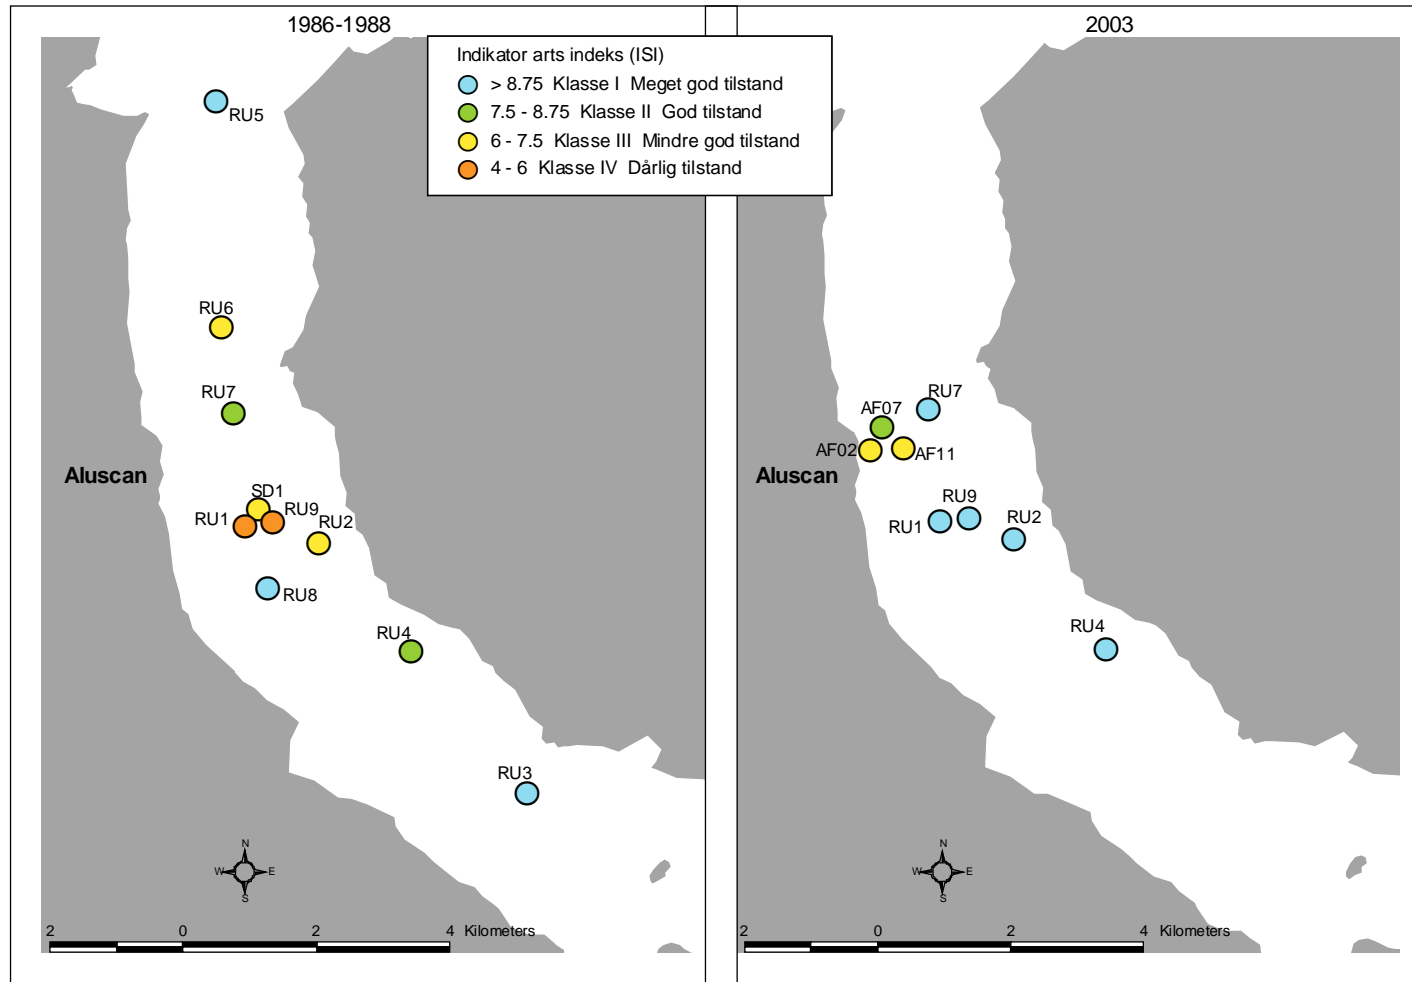 1986-1988
2003
Indikator arts indeks (ISI)
> 8.75 Klasse I Meget god tilstand
7.5 - 8.75 Klasse II God tilstand
6 - 7.5 Klasse III Mindre god tilstand
4 - 6 Klasse IV Dårlig tilstand
RU5
RU6
RU7
Aluscan
SD1
RU1
RU9
RU2
RU8
RU4
RU3
N
W
E
S
2 0 2 4 Kilometers
RU7
AF07
AF02
AF11
Aluscan
RU9
RU1
RU2
RU4
N
W
E
S
2 0 2 4 Kilometers